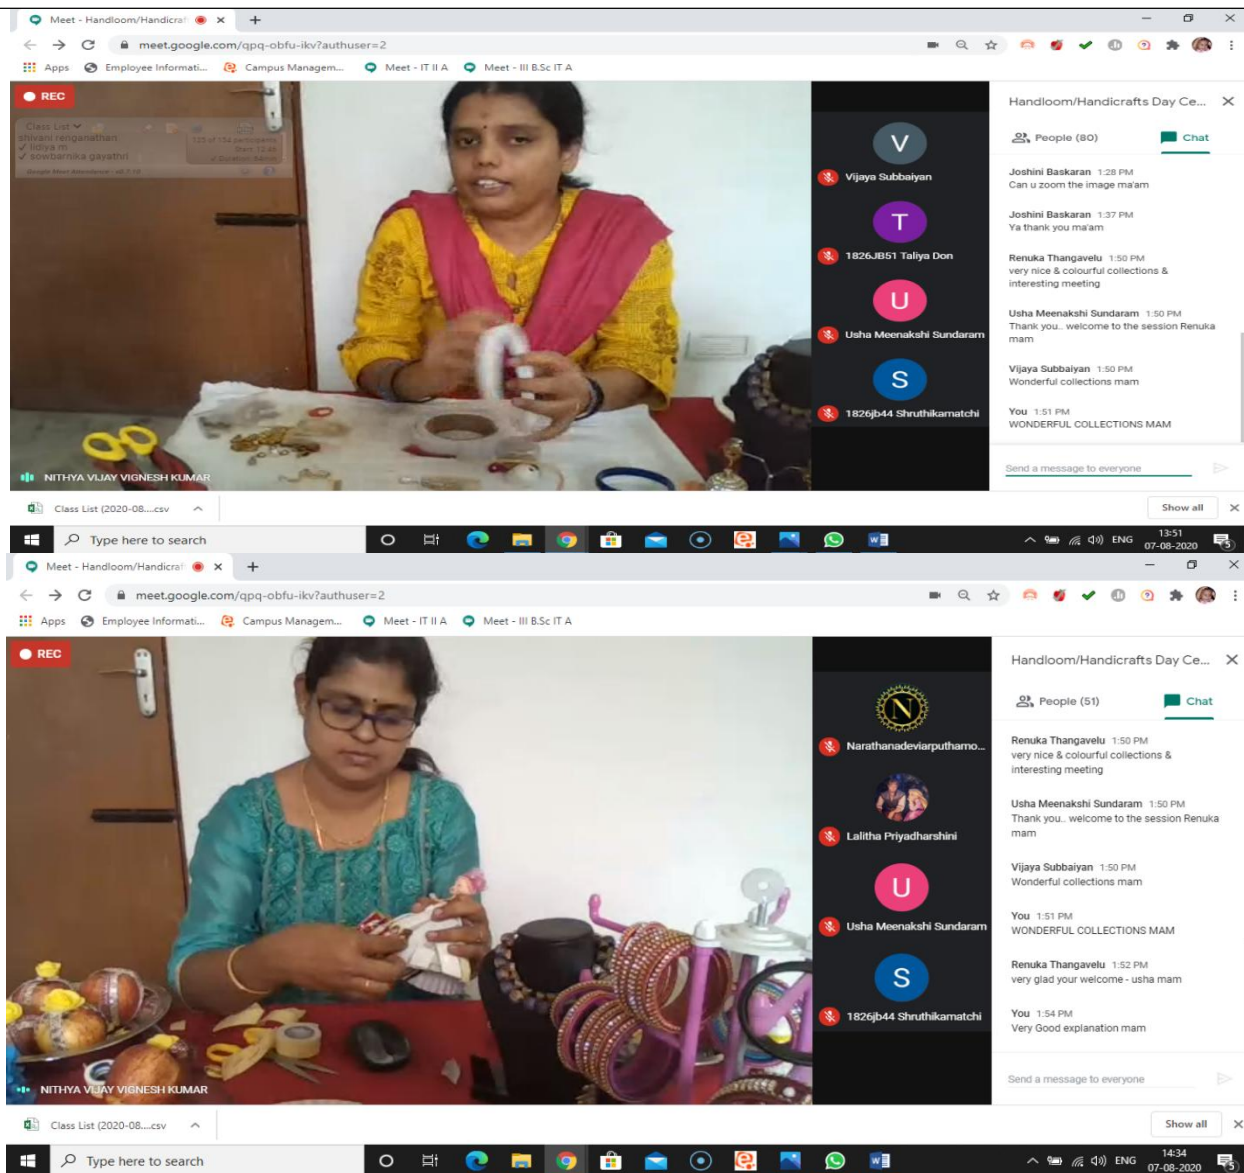 Meet - Handloom/Handicraf
meet.google.com/qpq-obfu-ikv?authuser=2
Apps Employee Informati... Campus Managem... Meet - IT II A Meet - III B.Sc IT A
REC
Class List
shivani renganathan
✓ lidiya m
✓ sowbarnika gayathri
Google Meet Attendance
NITHYA VIJAY VIGNESH KUMAR
V
Vijaya Subbaiyan
T
1826JB51 Taliya Don
U
Usha Meenakshi Sundaram
S
1826jb44 Shruthikamatchi
Handloom/Handicrafts Day Ce...
People (80) Chat
Joshini Baskaran 1:28 PM
Can u zoom the image ma'am
Joshini Baskaran 1:37 PM
Ya thank you ma'am
Renuka Thangavelu 1:50 PM
very nice & colourful collections &
interesting meeting
Usha Meenakshi Sundaram 1:50 PM
Thank you.. welcome to the session Renuka
mam
Vijaya Subbaiyan 1:50 PM
Wonderful collections mam
You 1:51 PM
WONDERFUL COLLECTIONS MAM
Send a message to everyone
Class List (2020-08....csv
Show all
Type here to search
ENG
13:51
07-08-2020
5
Meet - Handloom/Handicraf
meet.google.com/qpq-obfu-ikv?authuser=2
Apps Employee Informati... Campus Managem... Meet - IT II A Meet - III B.Sc IT A
REC
NITHYA VIJAY VIGNESH KUMAR
N
Narathanadeviarputhamo...
Lalitha Priyadharshini
U
Usha Meenakshi Sundaram
S
1826jb44 Shruthikamatchi
Handloom/Handicrafts Day Ce...
People (51) Chat
Renuka Thangavelu 1:50 PM
very nice & colourful collections &
interesting meeting
Usha Meenakshi Sundaram 1:50 PM
Thank you.. welcome to the session Renuka
mam
Vijaya Subbaiyan 1:50 PM
Wonderful collections mam
You 1:51 PM
WONDERFUL COLLECTIONS MAM
Renuka Thangavelu 1:52 PM
very glad your welcome - usha mam
You 1:54 PM
Very Good explanation mam
Send a message to everyone
Class List (2020-08....csv
Show all
Type here to search
ENG
14:34
07-08-2020
5